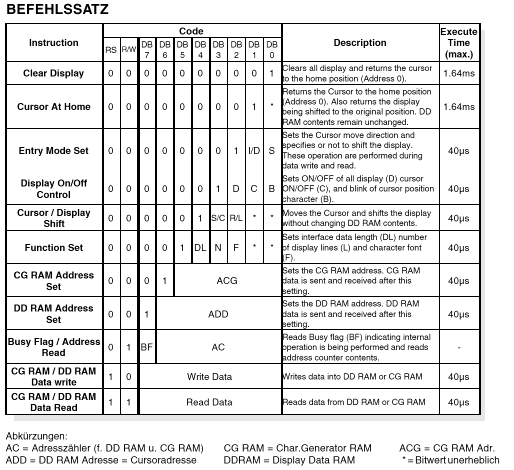 BEFEHLSSATZ
Instruction Code Description Execute Time (max.)
RS R/W DB 7 DB 6 DB 5 DB 4 DB 3 DB 2 DB 1 DB 0
Clear Display 0 0 0 0 0 0 0 0 0 1 Clears all display and returns the cursor to the home position (Address 0). 1.64ms
Cursor At Home 0 0 0 0 0 0 0 0 1 * Returns the Cursor to the home position (Address 0). Also returns the display being shifted to the original position. DD RAM contents remain unchanged. 1.64ms
Entry Mode Set 0 0 0 0 0 0 0 1 I/D S Sets the Cursor move direction and specifies or not to shift the display. These operation are performed during data write and read. 40µs
Display On/Off Control 0 0 0 0 0 0 1 D C B Sets ON/OFF of all display (D) cursor ON/OFF (C), and blink of cursor position character (B). 40µs
Cursor / Display Shift 0 0 0 0 0 1 S/C R/L * * Moves the Cursor and shifts the display without changing DD RAM contents. 40µs
Function Set 0 0 0 0 1 DL N F * * Sets interface data length (DL) number of display lines (L) and character font (F). 40µs
CG RAM Address Set 0 0 0 1 ACG Sets the CG RAM address. CG RAM data is sent and received after this setting. 40µs
DD RAM Address Set 0 0 1 ADD Sets the DD RAM address. DD RAM data is sent and received after this setting. 40µs
Busy Flag / Address Read 0 1 BF AC Reads Busy flag (BF) indicating internal operation is being performed and reads address counter contents. -
CG RAM / DD RAM Data write 1 0 Write Data Writes data into DD RAM or CG RAM 40µs
CG RAM / DD RAM Data Read 1 1 Read Data Reads data from DD RAM or CG RAM 40µs
Abkürzungen:
AC = Adresszähler (f. DD RAM u. CG RAM) CG RAM = Char.Generator RAM ACG = CG RAM Adr.
ADD = DD RAM Adresse = Cursoradresse DDRAM = Display Data RAM * = Bitwert unerheblich